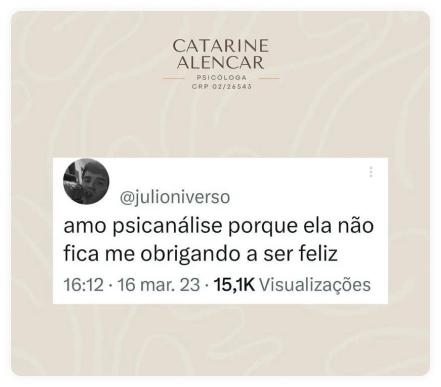 CATARINE
ALENCAR
PSICÓLOGA
CRP 02/26543
@julioniverso
amo psicanálise porque ela não
fica me obrigando a ser feliz
16:12 · 16 mar. 23 · 15,1K Visualizações